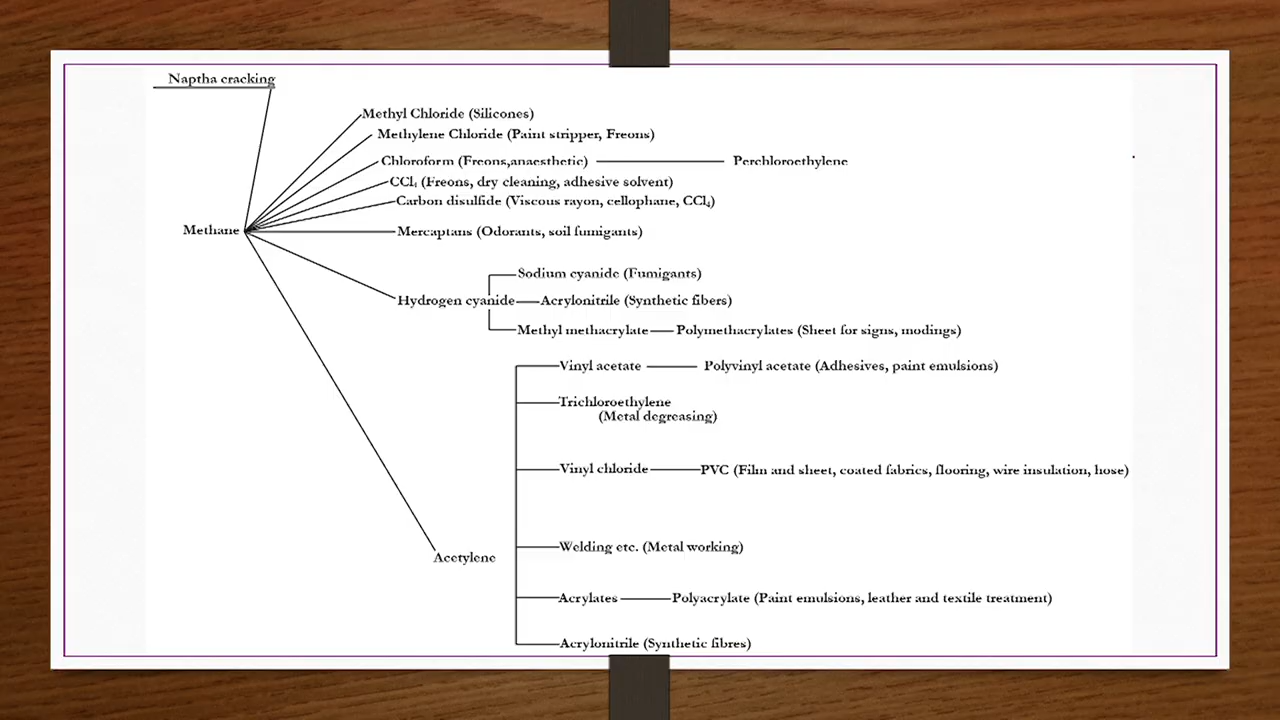 Naptha cracking
Methyl Chloride (Silicones)
Methylene Chloride (Paint stripper, Freons)
Chloroform (Freons,anaesthetic) Perchloroethylene
CCl₄ (Freons, dry cleaning, adhesive solvent)
Carbon disulfide (Viscous rayon, cellophane, CCl₄)
Methane Mercaptans (Odorants, soil fumigants)
Sodium cyanide (Fumigants)
Hydrogen cyanide Acrylonitrile (Synthetic fibers)
Methyl methacrylate Polymethacrylates (Sheet for signs, modings)
Vinyl acetate Polyvinyl acetate (Adhesives, paint emulsions)
Trichloroethylene
(Metal degreasing)
Vinyl chloride PVC (Film and sheet, coated fabrics, flooring, wire insulation, hose)
Welding etc. (Metal working)
Acetylene
Acrylates Polyacrylate (Paint emulsions, leather and textile treatment)
Acrylonitrile (Synthetic fibres)